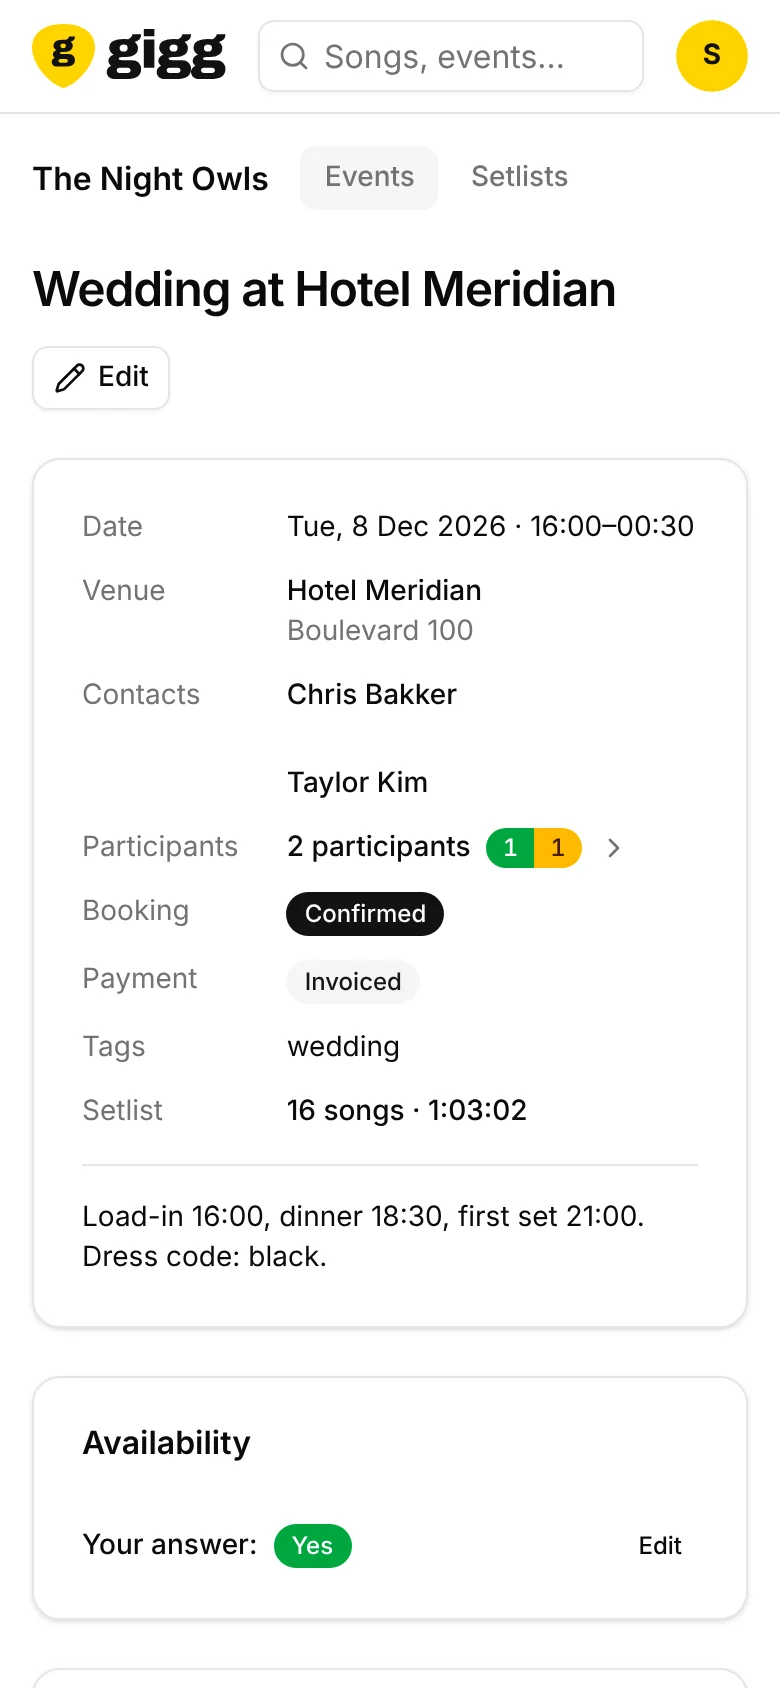 g gigg
Songs, events...
S
The Night Owls
Events
Setlists
Wedding at Hotel Meridian
Edit
Date
Tue, 8 Dec 2026 · 16:00–00:30
Venue
Hotel Meridian
Boulevard 100
Contacts
Chris Bakker
Taylor Kim
Participants
2 participants 1 1
Booking
Confirmed
Payment
Invoiced
Tags
wedding
Setlist
16 songs · 1:03:02
Load-in 16:00, dinner 18:30, first set 21:00.
Dress code: black.
Availability
Your answer: Yes
Edit